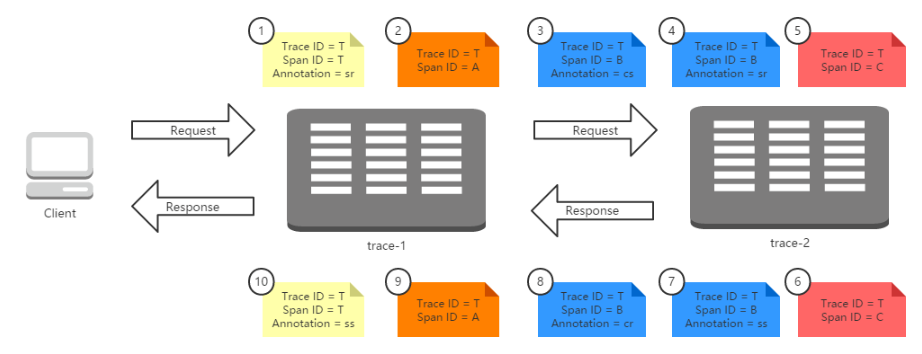 1
Trace ID = T
Span ID = T
Annotation = sr
2
Trace ID = T
Span ID = A
3
Trace ID = T
Span ID = B
Annotation = cs
4
Trace ID = T
Span ID = B
Annotation = sr
5
Trace ID = T
Span ID = C
Request
Request
Response
Response
Client
trace-1
trace-2
10
Trace ID = T
Span ID = T
Annotation = ss
9
Trace ID = T
Span ID = A
8
Trace ID = T
Span ID = B
Annotation = cr
7
Trace ID = T
Span ID = B
Annotation = ss
6
Trace ID = T
Span ID = C